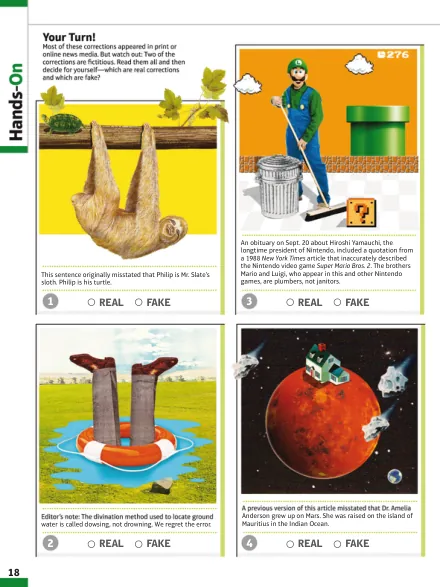 Hands-On
Your Turn!
Most of these corrections appeared in print or
online news media. But watch out: Two of the
corrections are fictitious. Read them all and then
decide for yourself—which are real corrections
and which are fake?
This sentence originally misstated that Philip is Mr. Slate's
sloth. Philip is his turtle.
1 REAL FAKE
276
?
An obituary on Sept. 20 about Hiroshi Yamauchi, the
longtime president of Nintendo, included a quotation from
a 1988 New York Times article that inaccurately described
the Nintendo video game Super Mario Bros. 2. The brothers
Mario and Luigi, who appear in this and other Nintendo
games, are plumbers, not janitors.
3 REAL FAKE
Editor's note: The divination method used to locate ground
water is called dowsing, not drowning. We regret the error.
2 REAL FAKE
A previous version of this article misstated that Dr. Amelia
Anderson grew up on Mars. She was raised on the island of
Mauritius in the Indian Ocean.
4 REAL FAKE
18